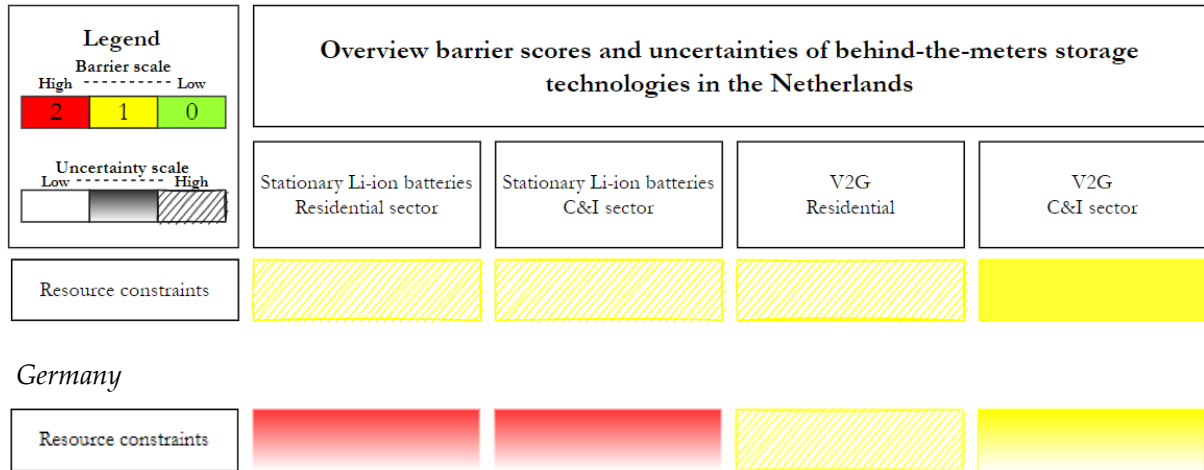 Legend
Barrier scale
High ---------- Low
2 1 0
Uncertainty scale
Low ---------- High
Overview barrier scores and uncertainties of behind-the-meters storage
technologies in the Netherlands
Stationary Li-ion batteries
Residential sector
Stationary Li-ion batteries
C&I sector
V2G
Residential
V2G
C&I sector
Resource constraints
Germany
Resource constraints